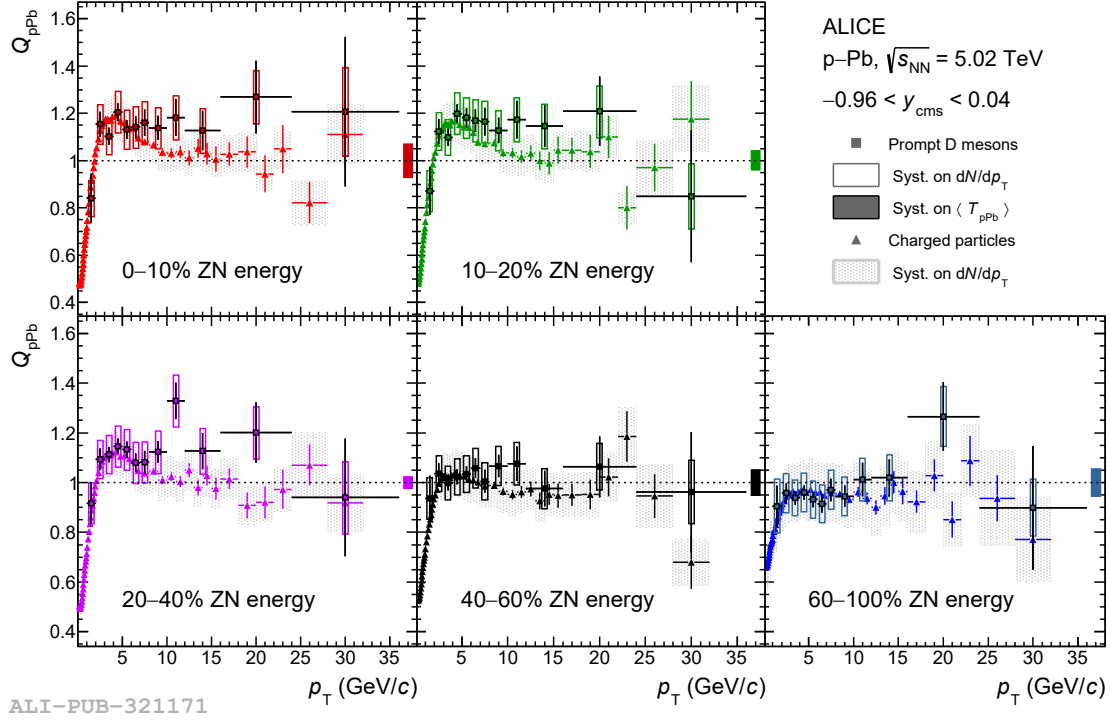 Q_pPb
1.6
1.4
1.2
1
0.8
0.6
0.4
0–10% ZN energy
10–20% ZN energy
ALICE
p–Pb, √s_NN = 5.02 TeV
−0.96 < y_cms < 0.04
Prompt D mesons
Syst. on dN/dp_T
Syst. on ⟨ T_pPb ⟩
Charged particles
Syst. on dN/dp_T
Q_pPb
1.6
1.4
1.2
1
0.8
0.6
0.4
20–40% ZN energy
40–60% ZN energy
60–100% ZN energy
5 10 15 20 25 30 35
5 10 15 20 25 30 35
5 10 15 20 25 30 35
p_T (GeV/c)
p_T (GeV/c)
p_T (GeV/c)
ALI−PUB−321171